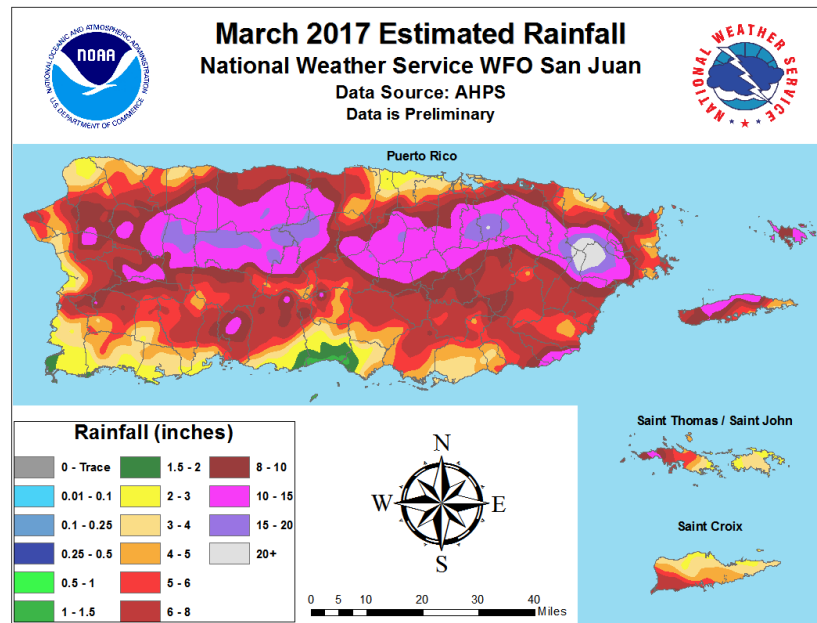 March 2017 Estimated Rainfall
National Weather Service WFO San Juan
Data Source: AHPS
Data is Preliminary
NOAA
NATIONAL OCEANIC AND ATMOSPHERIC ADMINISTRATION
U.S. DEPARTMENT OF COMMERCE
NATIONAL WEATHER SERVICE
Puerto Rico
Saint Thomas / Saint John
Saint Croix
Rainfall (inches)
0 - Trace
0.01 - 0.1
0.1 - 0.25
0.25 - 0.5
0.5 - 1
1 - 1.5
1.5 - 2
2 - 3
3 - 4
4 - 5
5 - 6
6 - 8
8 - 10
10 - 15
15 - 20
20+
N
W E
S
0 5 10 20 30 40
Miles